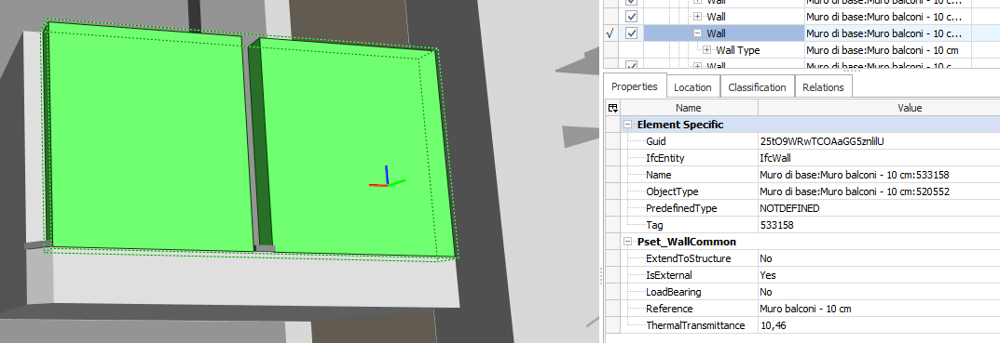 Wall Muro di base:Muro balconi - 10 c...
Wall Muro di base:Muro balconi - 10 c...
√ Wall Muro di base:Muro balconi - 10 c...
Wall Type Muro di base:Muro balconi - 10 cm
Wall Muro di base:Muro balconi - 10 c...
Properties Location Classification Relations
Name Value
Element Specific
Guid 25tO9WRwTCOAaGG5znlilU
IfcEntity IfcWall
Name Muro di base:Muro balconi - 10 cm:533158
ObjectType Muro di base:Muro balconi - 10 cm:520552
PredefinedType NOTDEFINED
Tag 533158
Pset_WallCommon
ExtendToStructure No
IsExternal Yes
LoadBearing No
Reference Muro balconi - 10 cm
ThermalTransmittance 10,46